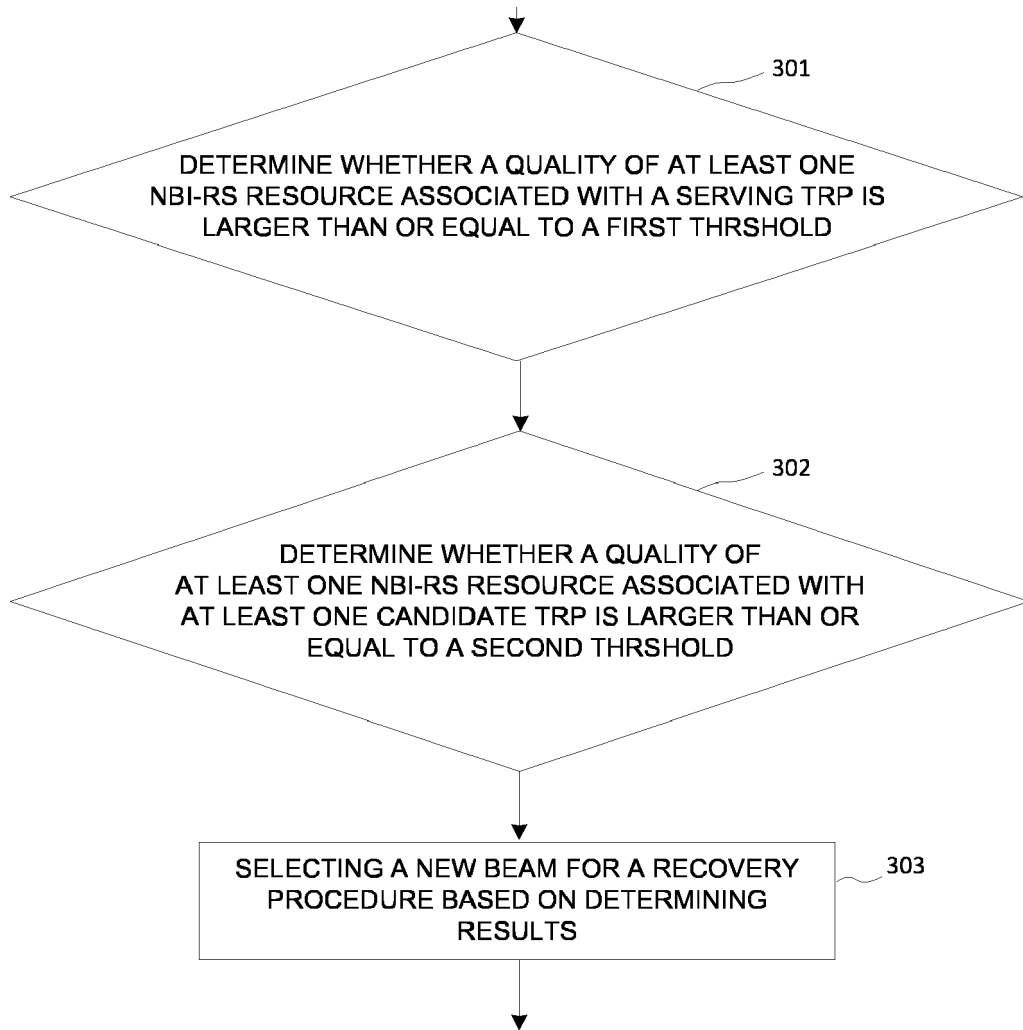 301
DETERMINE WHETHER A QUALITY OF AT LEAST ONE
NBI-RS RESOURCE ASSOCIATED WITH A SERVING TRP IS
LARGER THAN OR EQUAL TO A FIRST THRSHOLD
302
DETERMINE WHETHER A QUALITY OF
AT LEAST ONE NBI-RS RESOURCE ASSOCIATED WITH
AT LEAST ONE CANDIDATE TRP IS LARGER THAN OR
EQUAL TO A SECOND THRSHOLD
303
SELECTING A NEW BEAM FOR A RECOVERY
PROCEDURE BASED ON DETERMINING
RESULTS